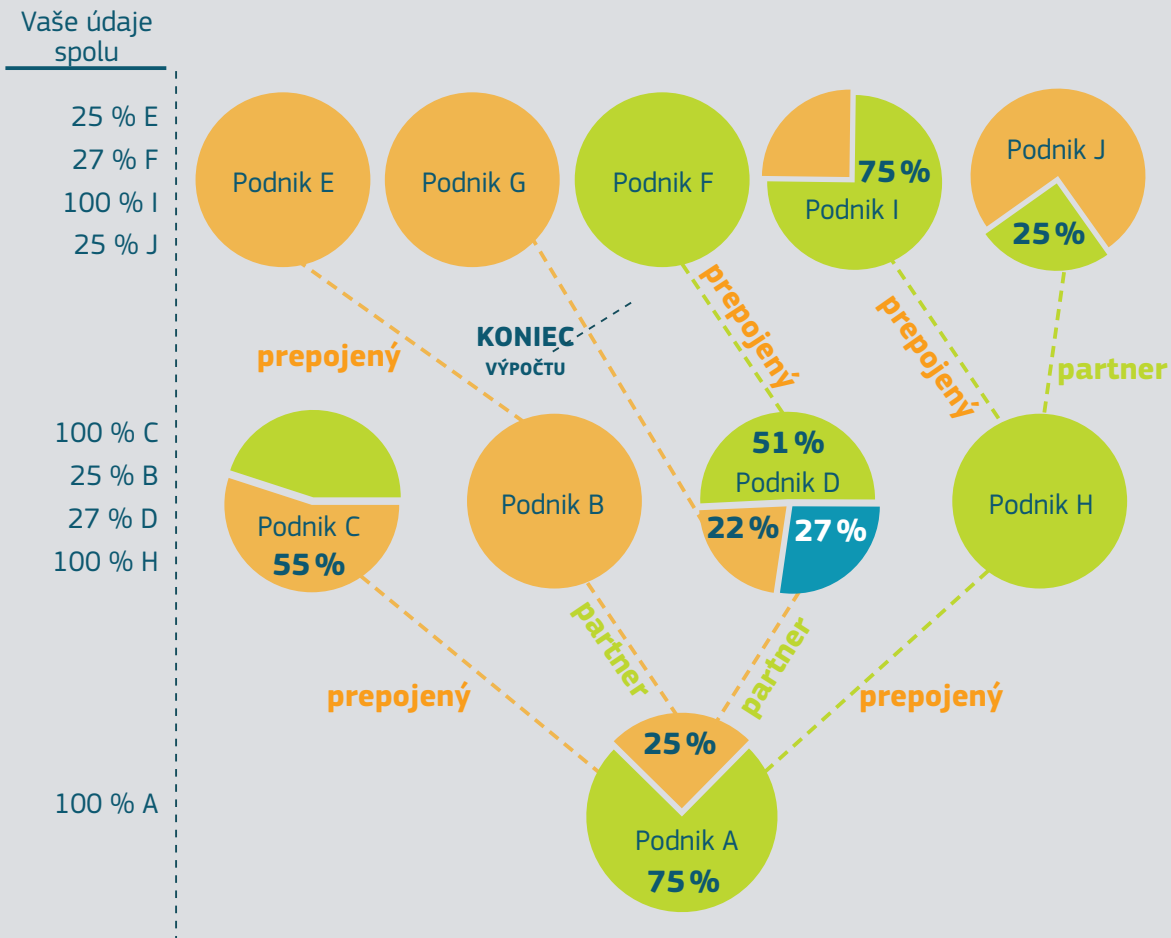 Vaše údaje
spolu
25 % E
27 % F
100 % I
25 % J
Podnik E
Podnik G
Podnik F
75 %
Podnik I
Podnik J
25 %
prepojený
KONIEC
VÝPOČTU
prepojený
prepojený
partner
100 % C
25 % B
27 % D
100 % H
Podnik C
55 %
Podnik B
51 %
Podnik D
22 %
27 %
Podnik H
prepojený
partner
partner
prepojený
100 % A
25 %
Podnik A
75 %